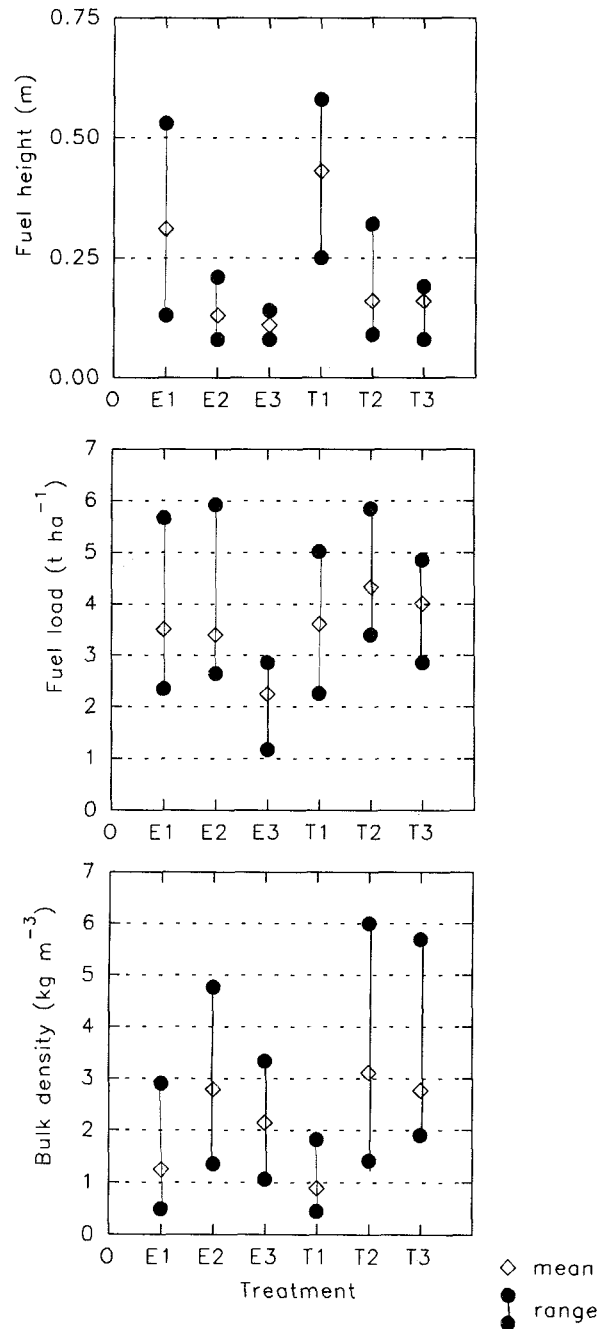 Fuel height (m)
0.75
0.50
0.25
0.00
O E1 E2 E3 T1 T2 T3
Fuel load (t ha⁻¹)
7
6
5
4
3
2
1
0
O E1 E2 E3 T1 T2 T3
Bulk density (kg m⁻³)
7
6
5
4
3
2
1
0
O E1 E2 E3 T1 T2 T3
Treatment
mean
range